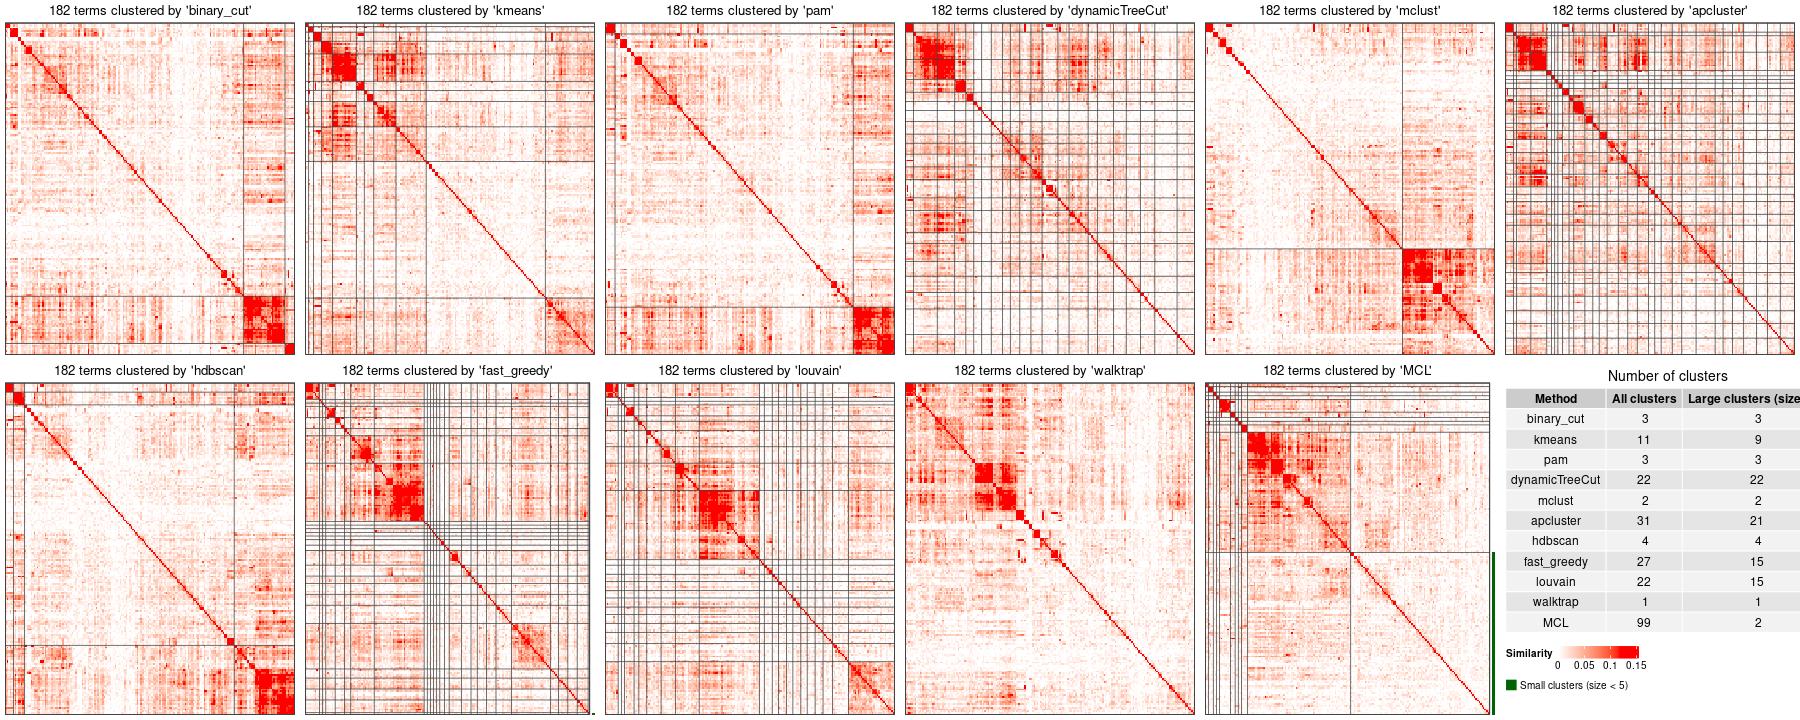 182 terms clustered by 'binary_cut'
182 terms clustered by 'kmeans'
182 terms clustered by 'pam'
182 terms clustered by 'dynamicTreeCut'
182 terms clustered by 'mclust'
182 terms clustered by 'apcluster'
182 terms clustered by 'hdbscan'
182 terms clustered by 'fast_greedy'
182 terms clustered by 'louvain'
182 terms clustered by 'walktrap'
182 terms clustered by 'MCL'
Number of clusters
Method All clusters Large clusters (size
binary_cut 3 3
kmeans 11 9
pam 3 3
dynamicTreeCut 22 22
mclust 2 2
apcluster 31 21
hdbscan 4 4
fast_greedy 27 15
louvain 22 15
walktrap 1 1
MCL 99 2
Similarity
0 0.05 0.1 0.15
Small clusters (size < 5)